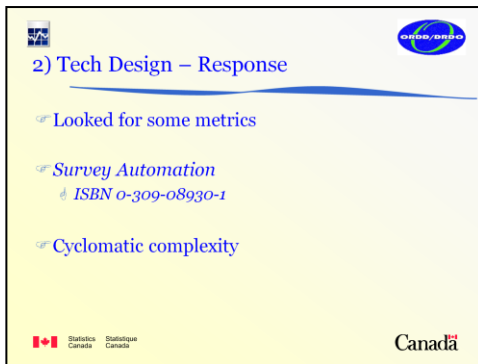 ORDD/DRDO
2) Tech Design – Response
Looked for some metrics
Survey Automation
ISBN 0-309-08930-1
Cyclomatic complexity
Statistics Statistique
Canada Canada
Canada